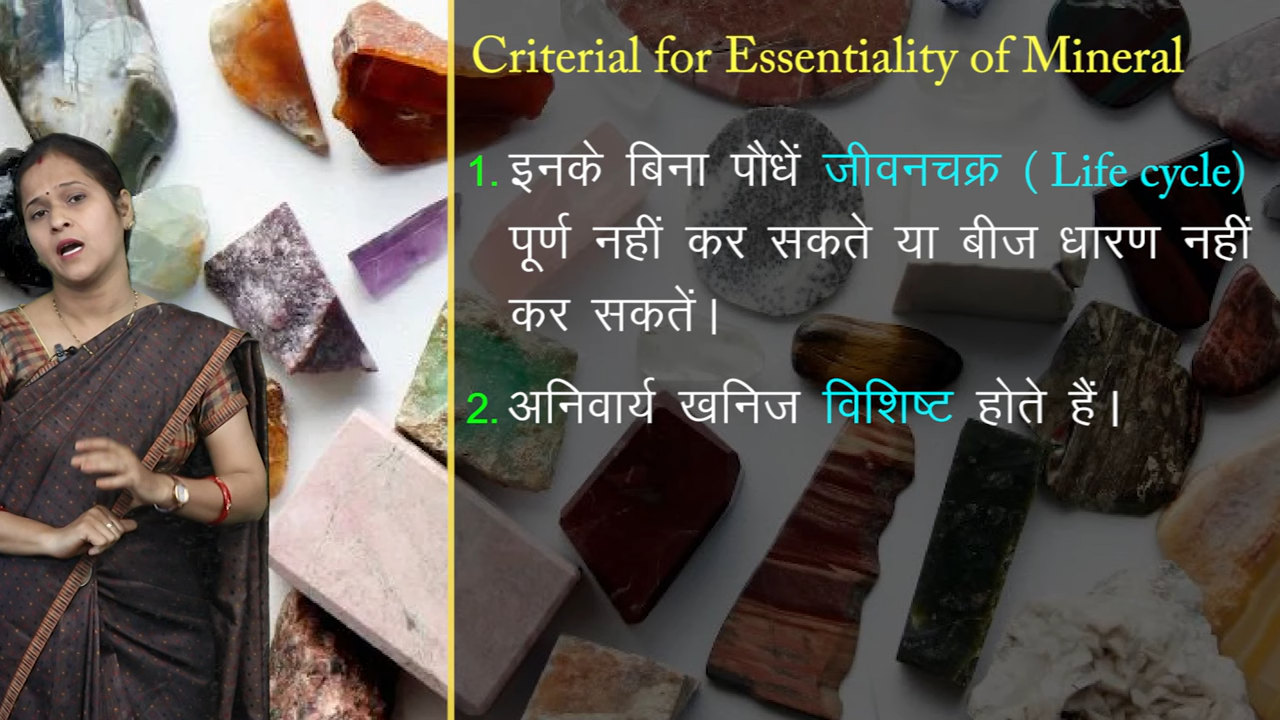 Criterial for Essentiality of Mineral
1. इनके बिना पौधें जीवनचक्र ( Life cycle)
पूर्ण नहीं कर सकते या बीज धारण नहीं
कर सकतें।
2. अनिवार्य खनिज विशिष्ट होते हैं।